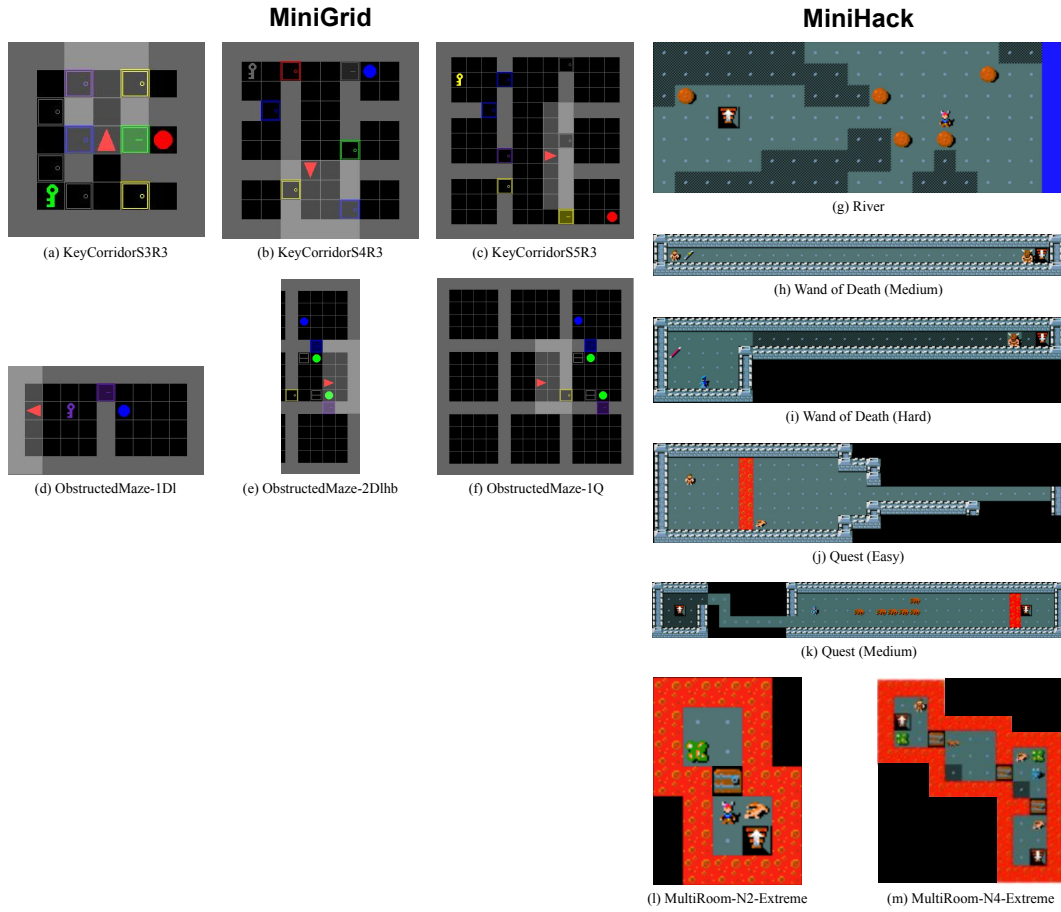 MiniGrid
MiniHack
(a) KeyCorridorS3R3
(b) KeyCorridorS4R3
(c) KeyCorridorS5R3
(g) River
(h) Wand of Death (Medium)
(i) Wand of Death (Hard)
(d) ObstructedMaze-1Dl
(e) ObstructedMaze-2Dlhb
(f) ObstructedMaze-1Q
(j) Quest (Easy)
(k) Quest (Medium)
(l) MultiRoom-N2-Extreme
(m) MultiRoom-N4-Extreme